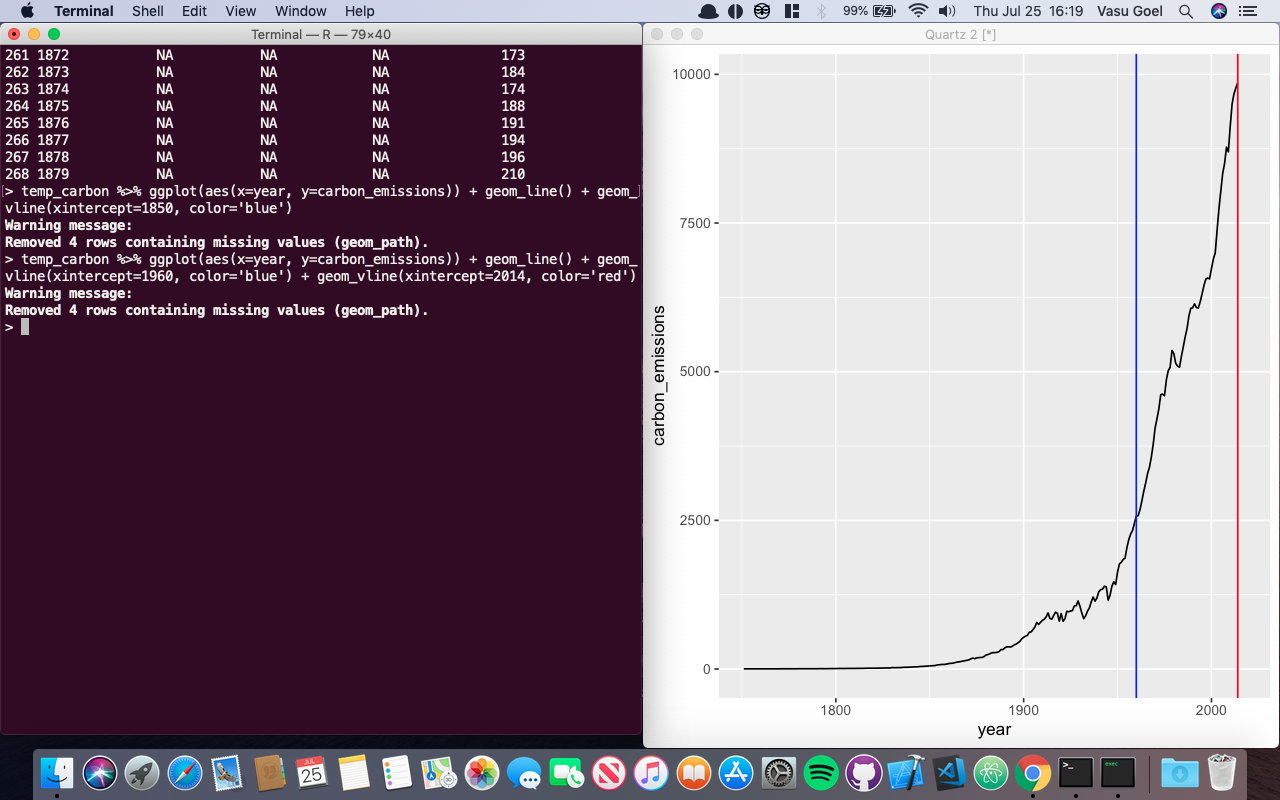 Terminal Shell Edit View Window Help 99% Thu Jul 25 16:19 Vasu Goel
Terminal — R — 79×40
261 1872 NA NA NA 173
262 1873 NA NA NA 184
263 1874 NA NA NA 174
264 1875 NA NA NA 188
265 1876 NA NA NA 191
266 1877 NA NA NA 194
267 1878 NA NA NA 196
268 1879 NA NA NA 210
> temp_carbon %>% ggplot(aes(x=year, y=carbon_emissions)) + geom_line() + geom_
vline(xintercept=1850, color='blue')
Warning message:
Removed 4 rows containing missing values (geom_path).
> temp_carbon %>% ggplot(aes(x=year, y=carbon_emissions)) + geom_line() + geom_
vline(xintercept=1960, color='blue') + geom_vline(xintercept=2014, color='red')
Warning message:
Removed 4 rows containing missing values (geom_path).
>
Quartz 2 [*]
10000
7500
5000
2500
0
carbon_emissions
1800 1900 2000
year
JUL
25
>_
exec